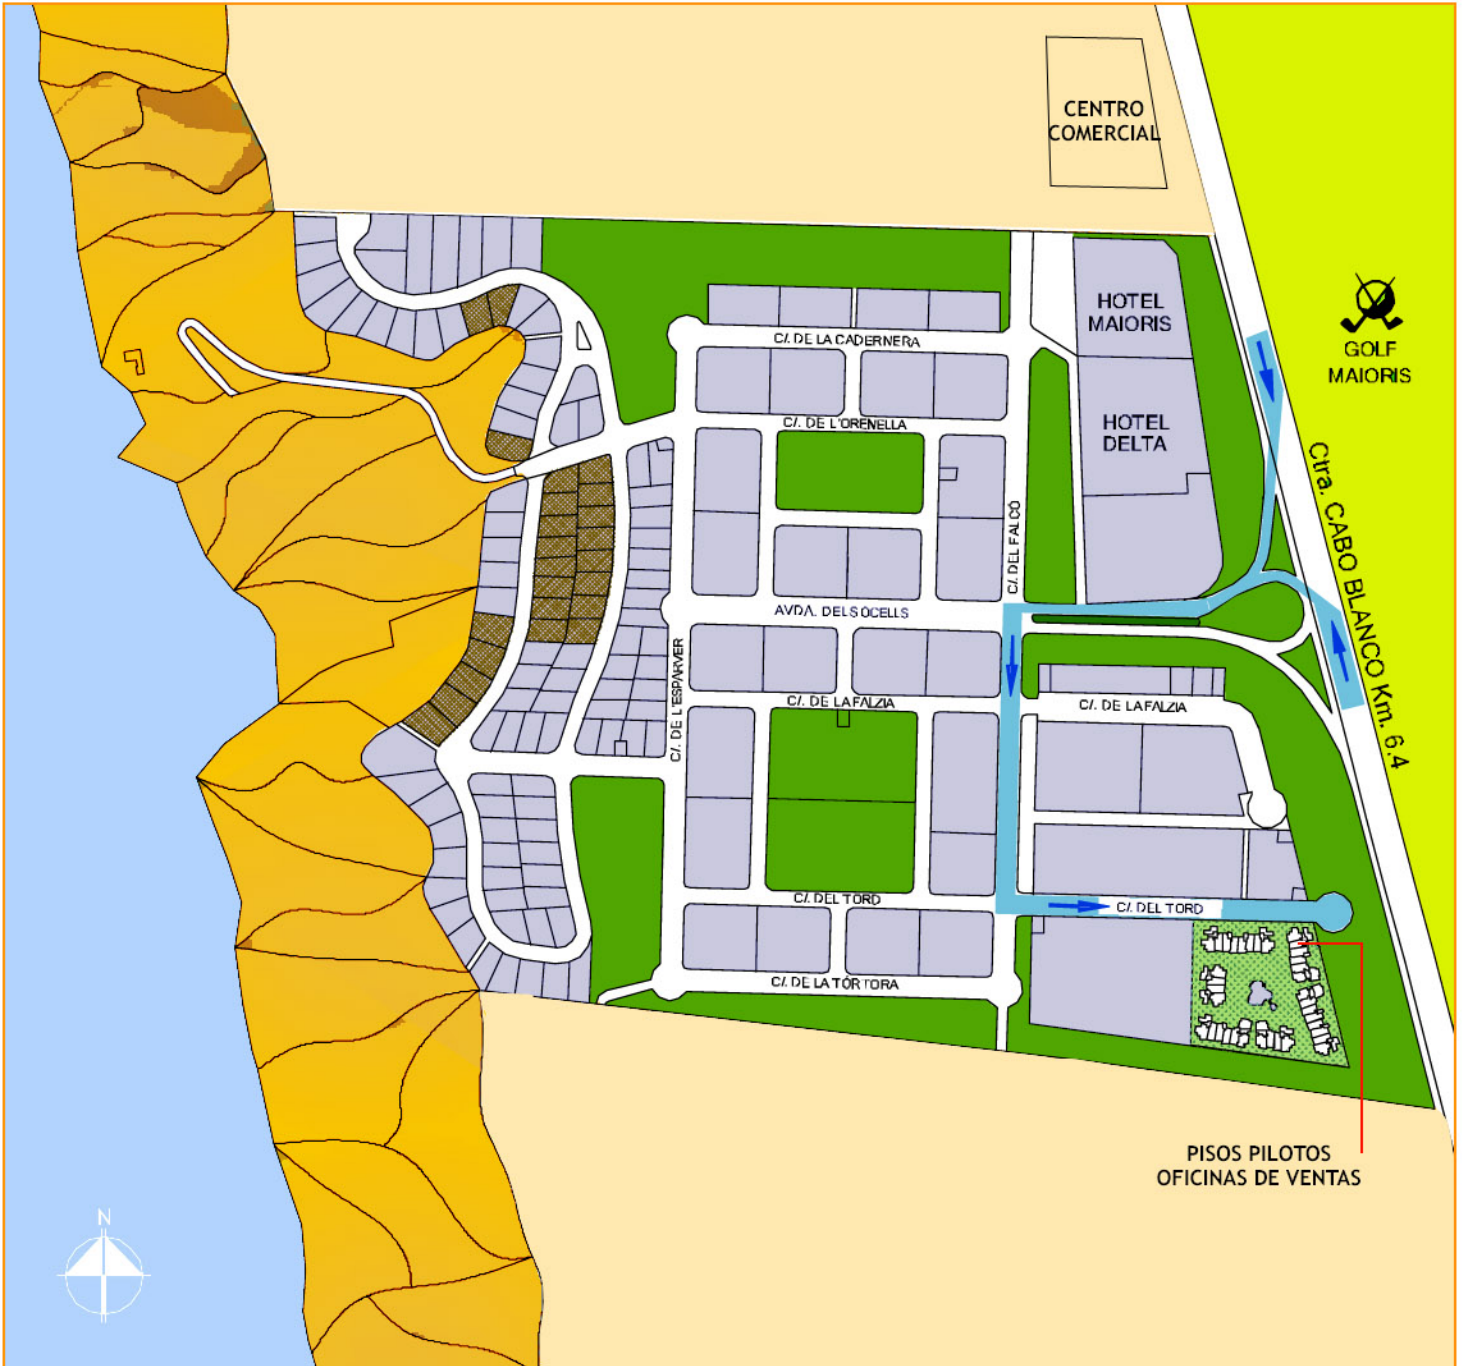 CENTRO
COMERCIAL
HOTEL
MAIORIS
GOLF
MAIORIS
C/. DE LA CADERNERA
C/. DE L'ORENELLA
HOTEL
DELTA
Ctra. CABO BLANCO Km. 6.4
C/. DEL FALCÓ
AVDA. DELS OCELLS
C/. DE L'ESPARVER
C/. DE LA FALZIA
C/. DE LA FALZIA
C/. DEL TORD
C/. DEL TORD
C/. DE LA TÓRTORA
PISOS PILOTOS
OFICINAS DE VENTAS
N